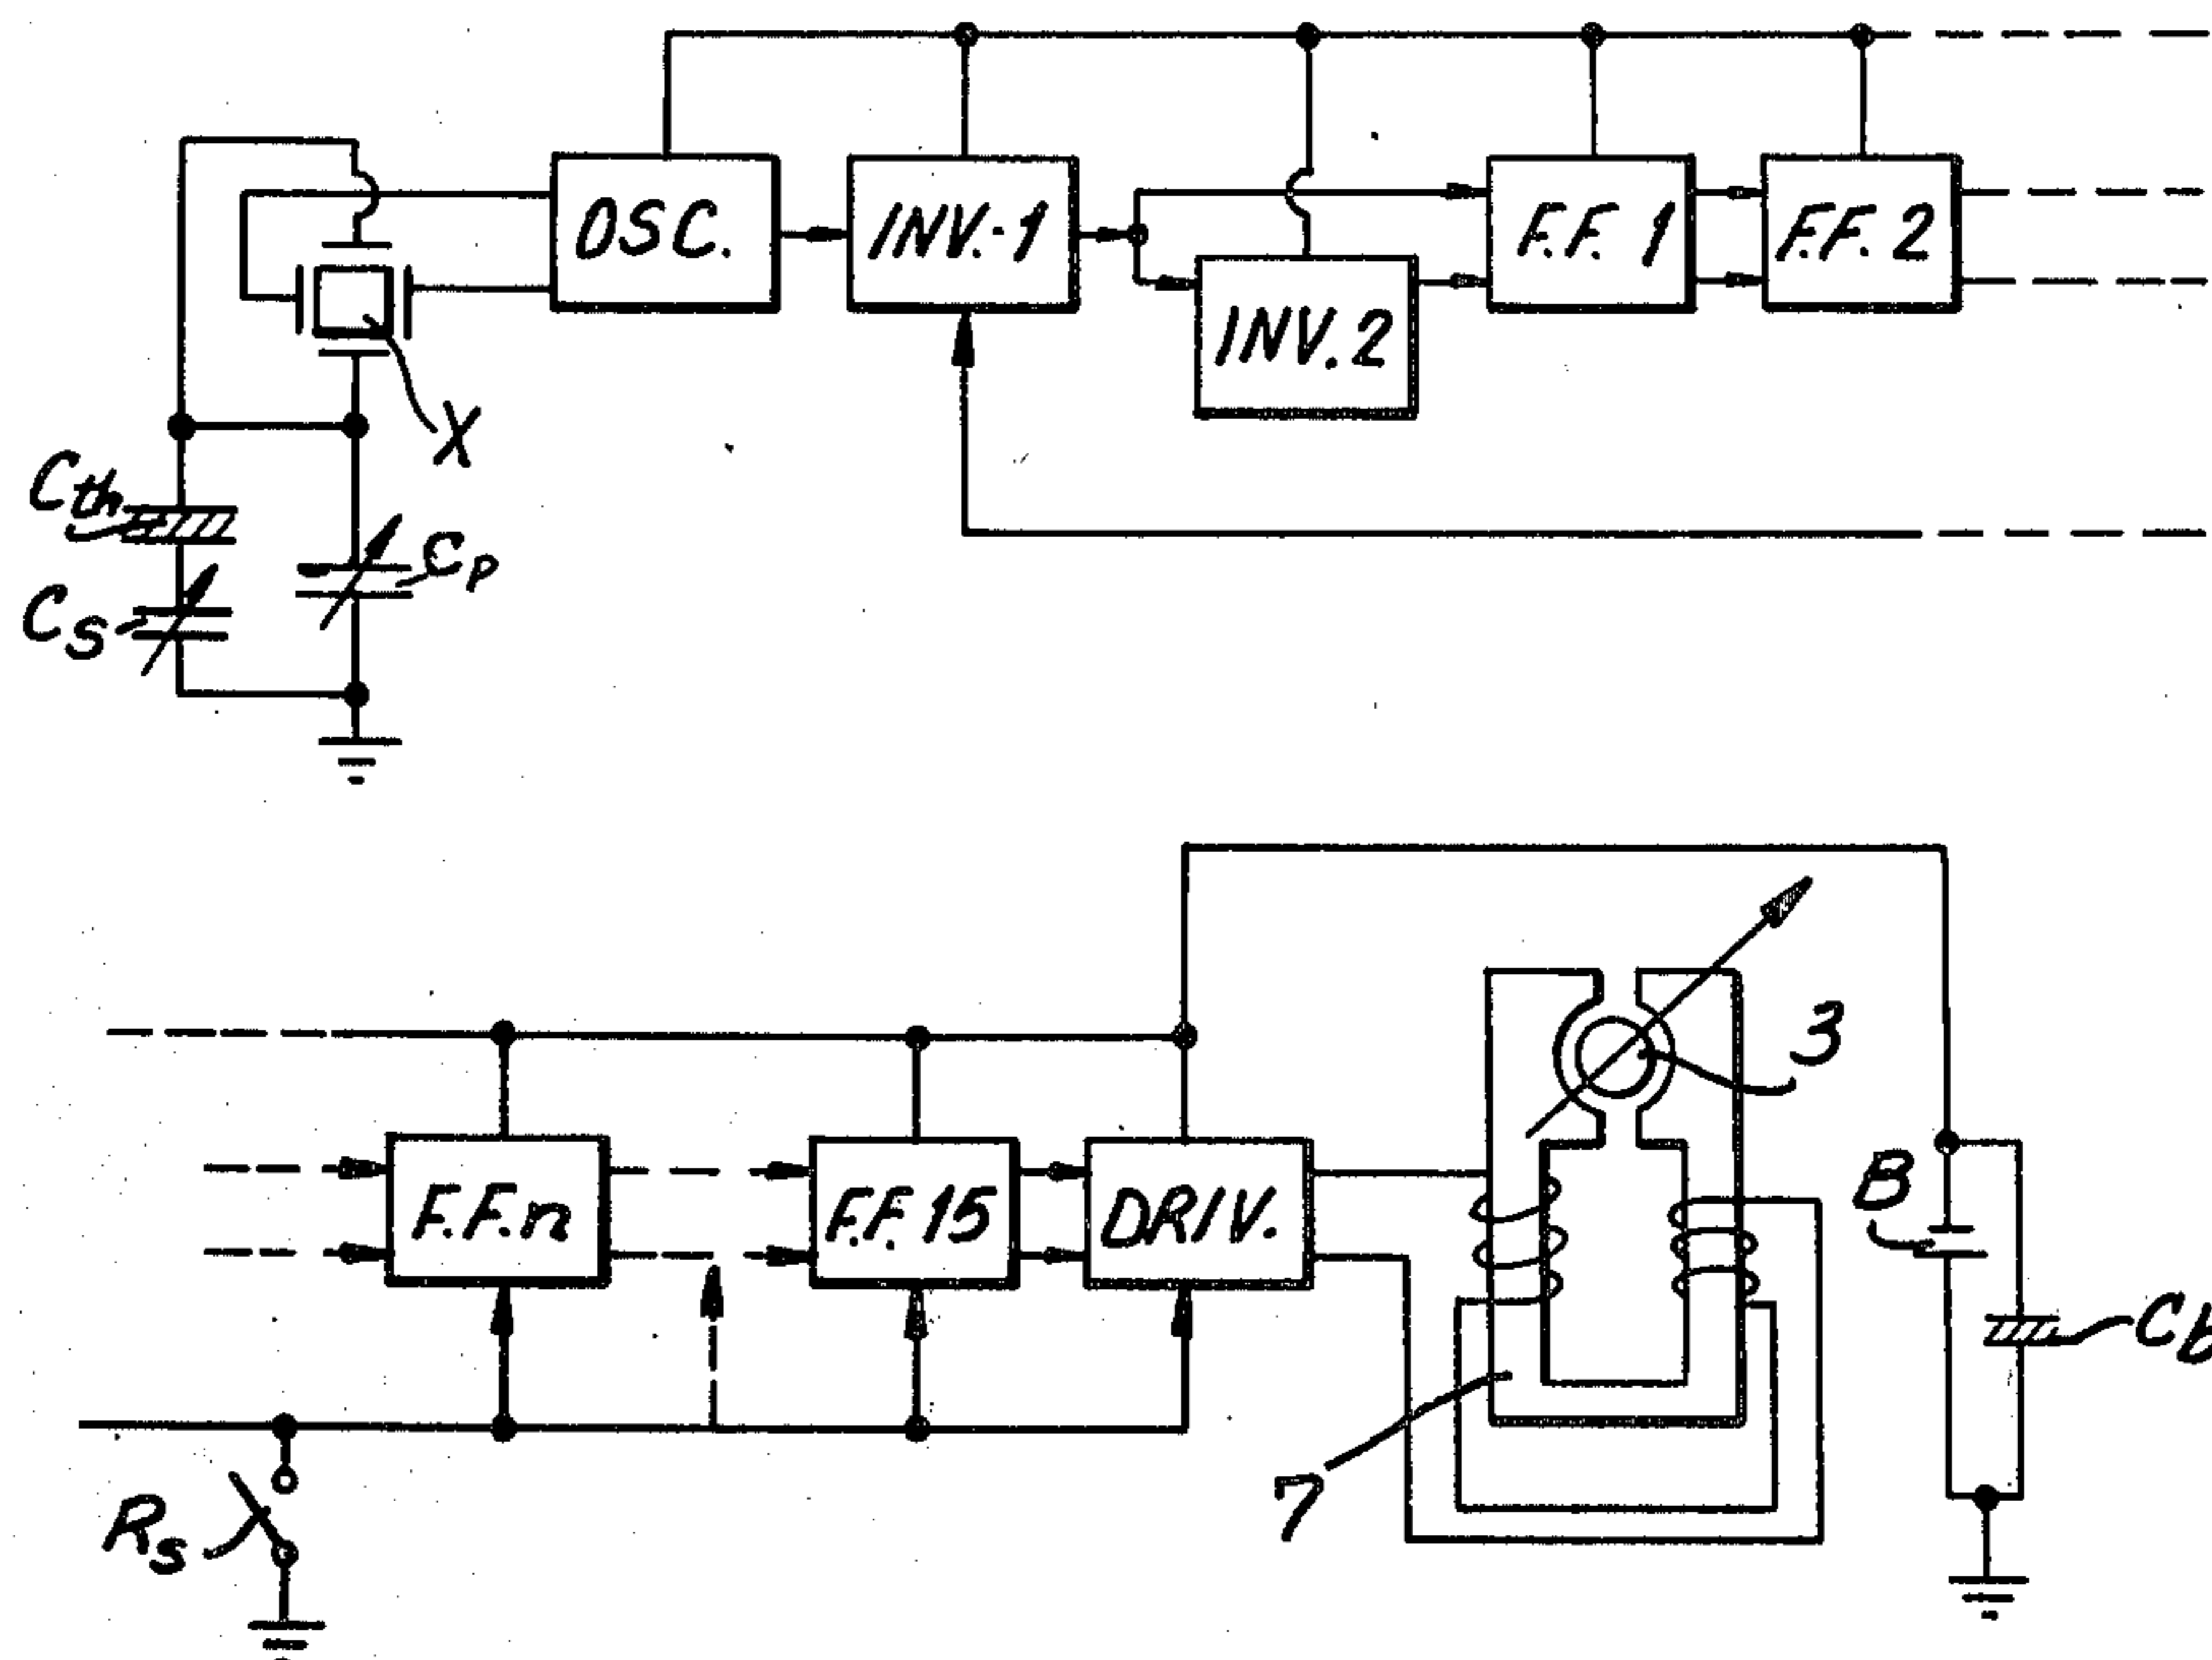 OSC.
INV.-1
F.F. 1
F.F. 2
INV. 2
X
Cth
Cp
Cs
3
B
F.F.n
F.F. 15
DRIV.
Cb
7
Rs